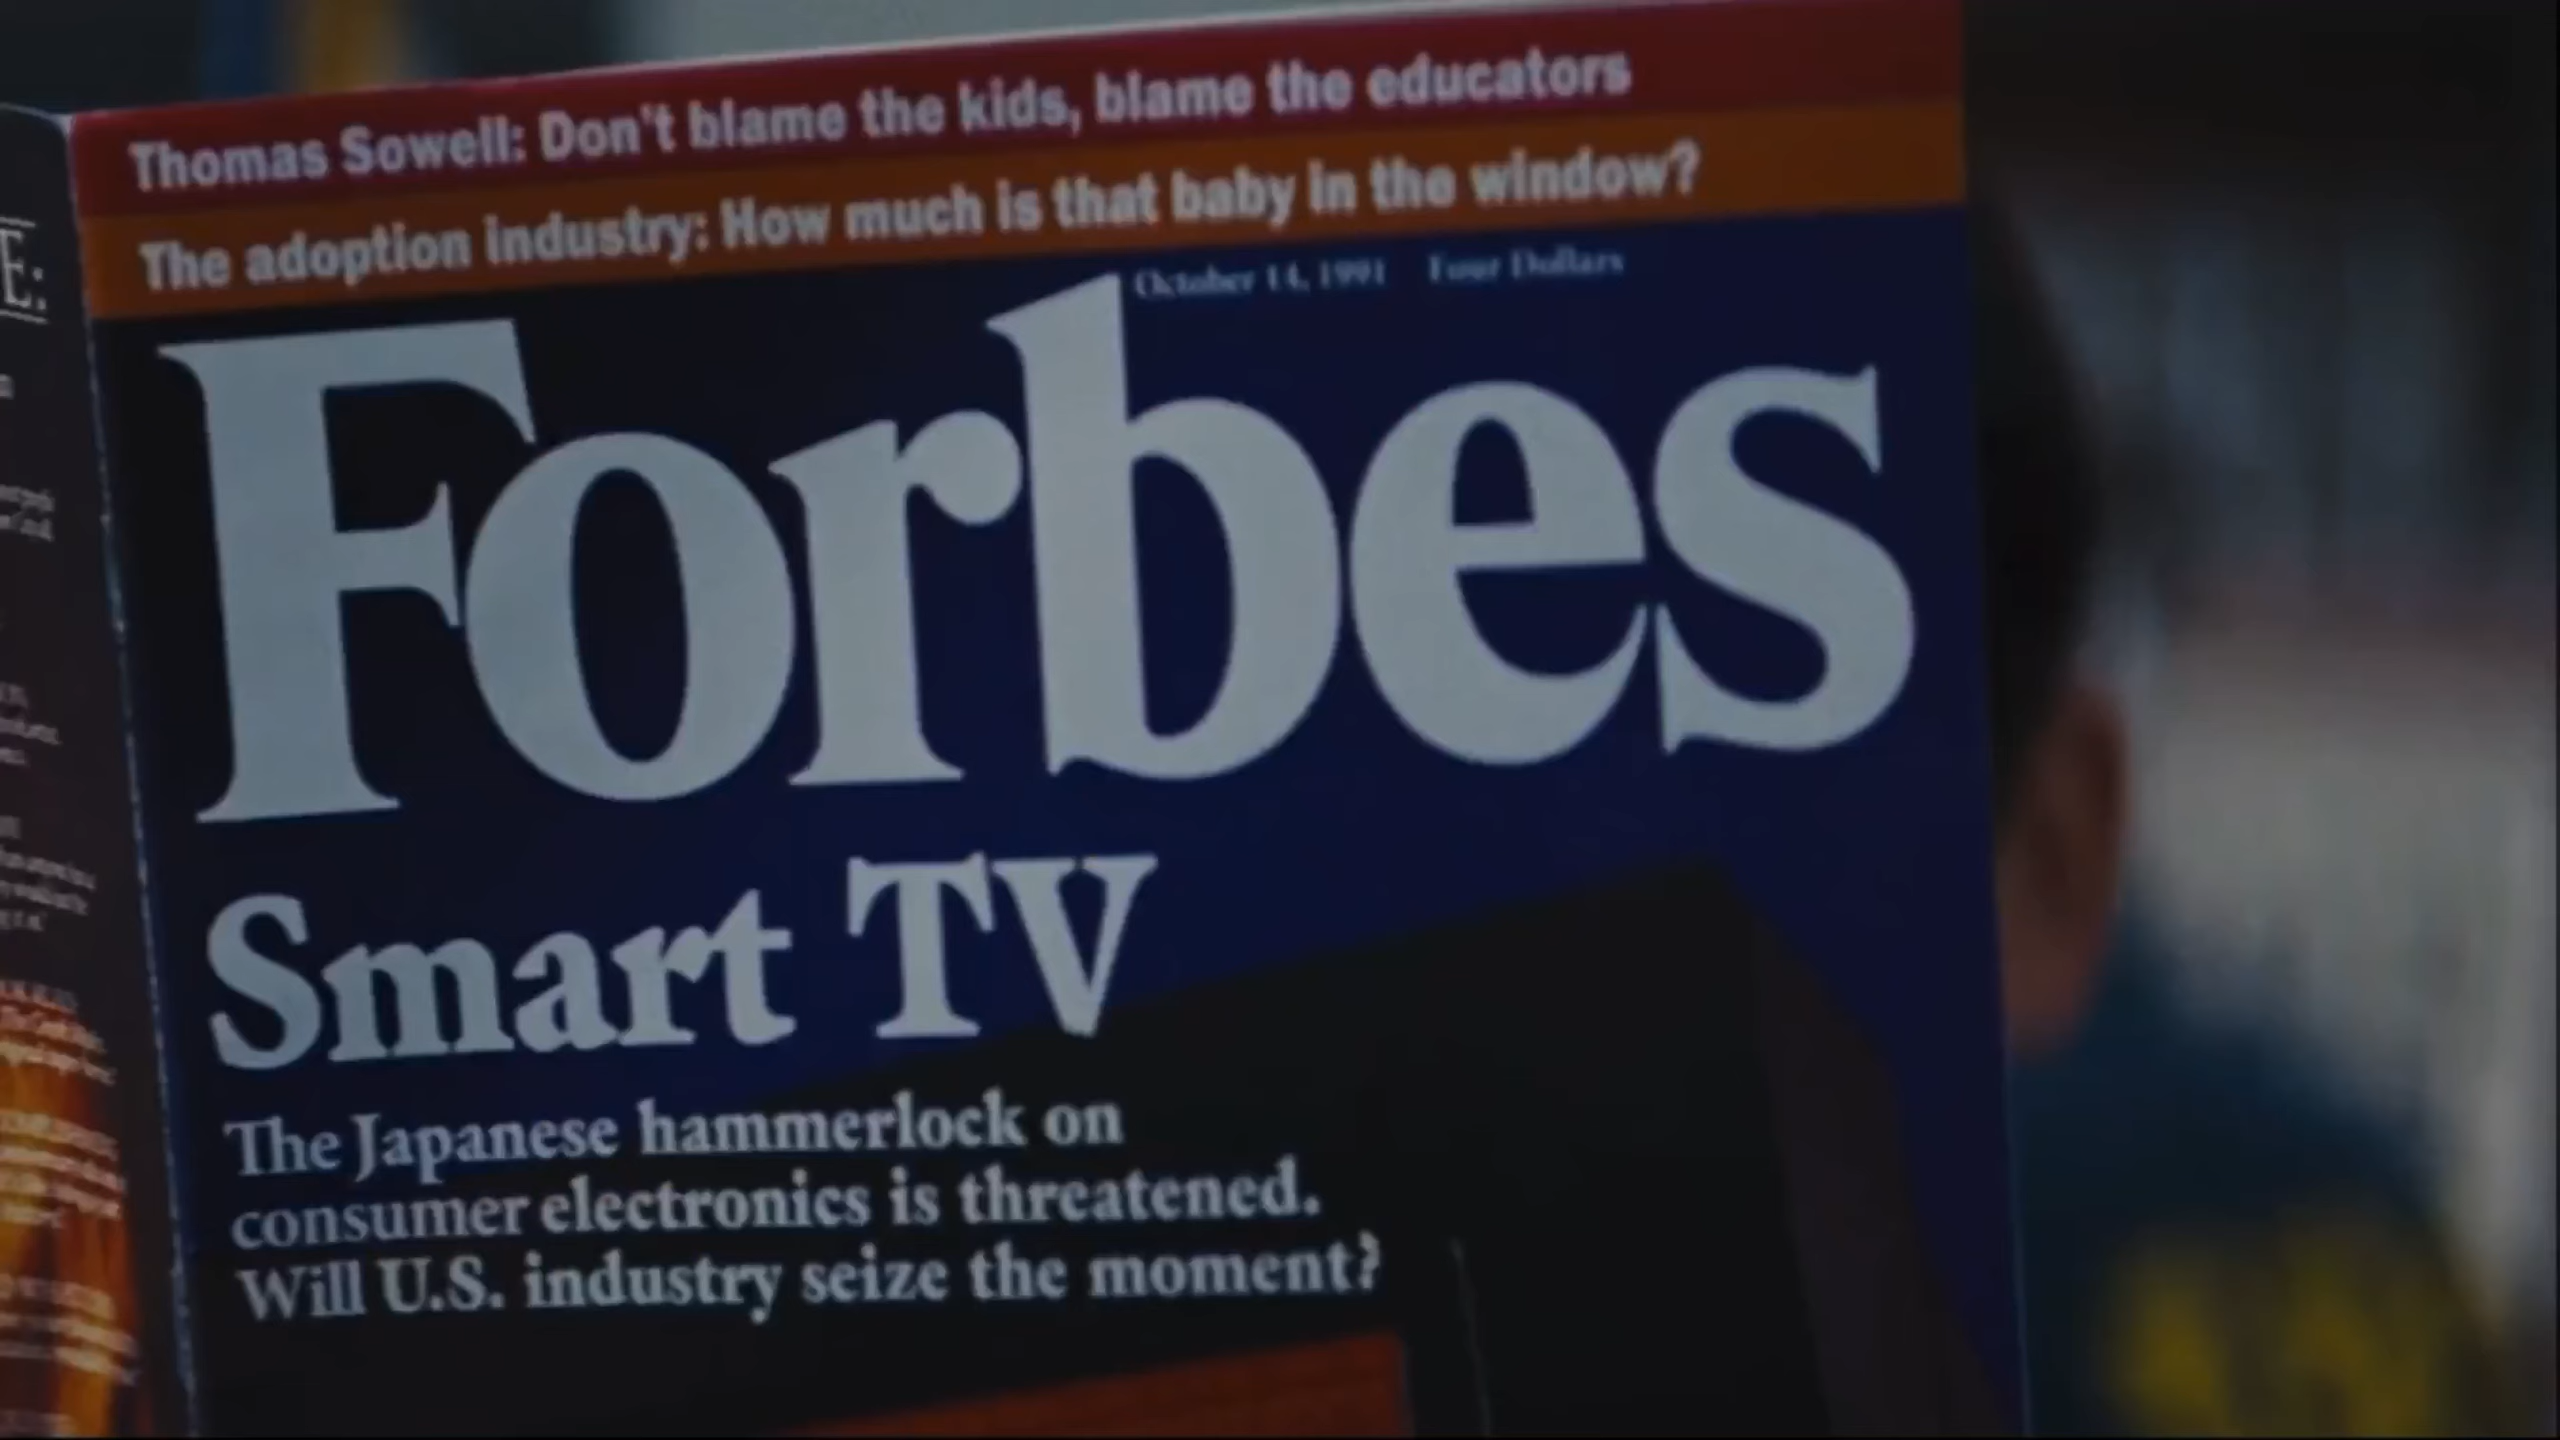 Thomas Sowell: Don't blame the kids, blame the educators
The adoption industry: How much is that baby in the window?
October 14, 1991 Four Dollars
Forbes
Smart TV
The Japanese hammerlock on
consumer electronics is threatened.
Will U.S. industry seize the moment?
E: